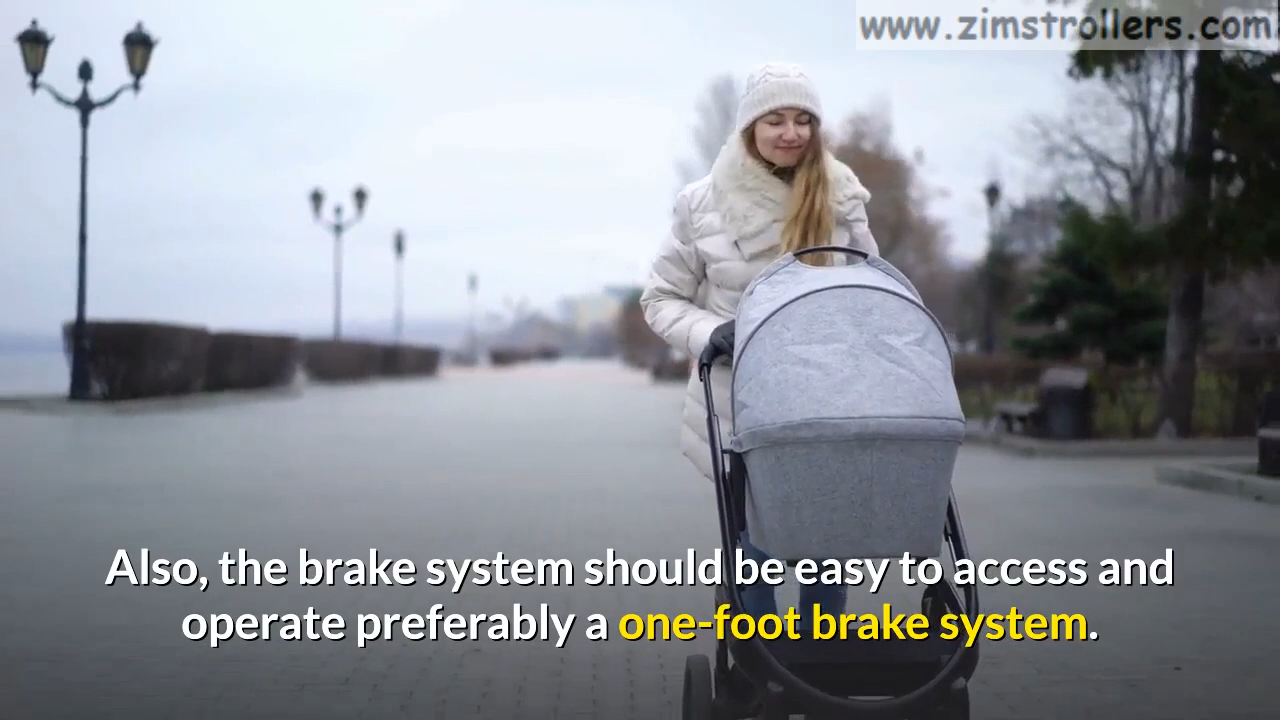 www.zimstrollers.com
Also, the brake system should be easy to access and
operate preferably a one-foot brake system.